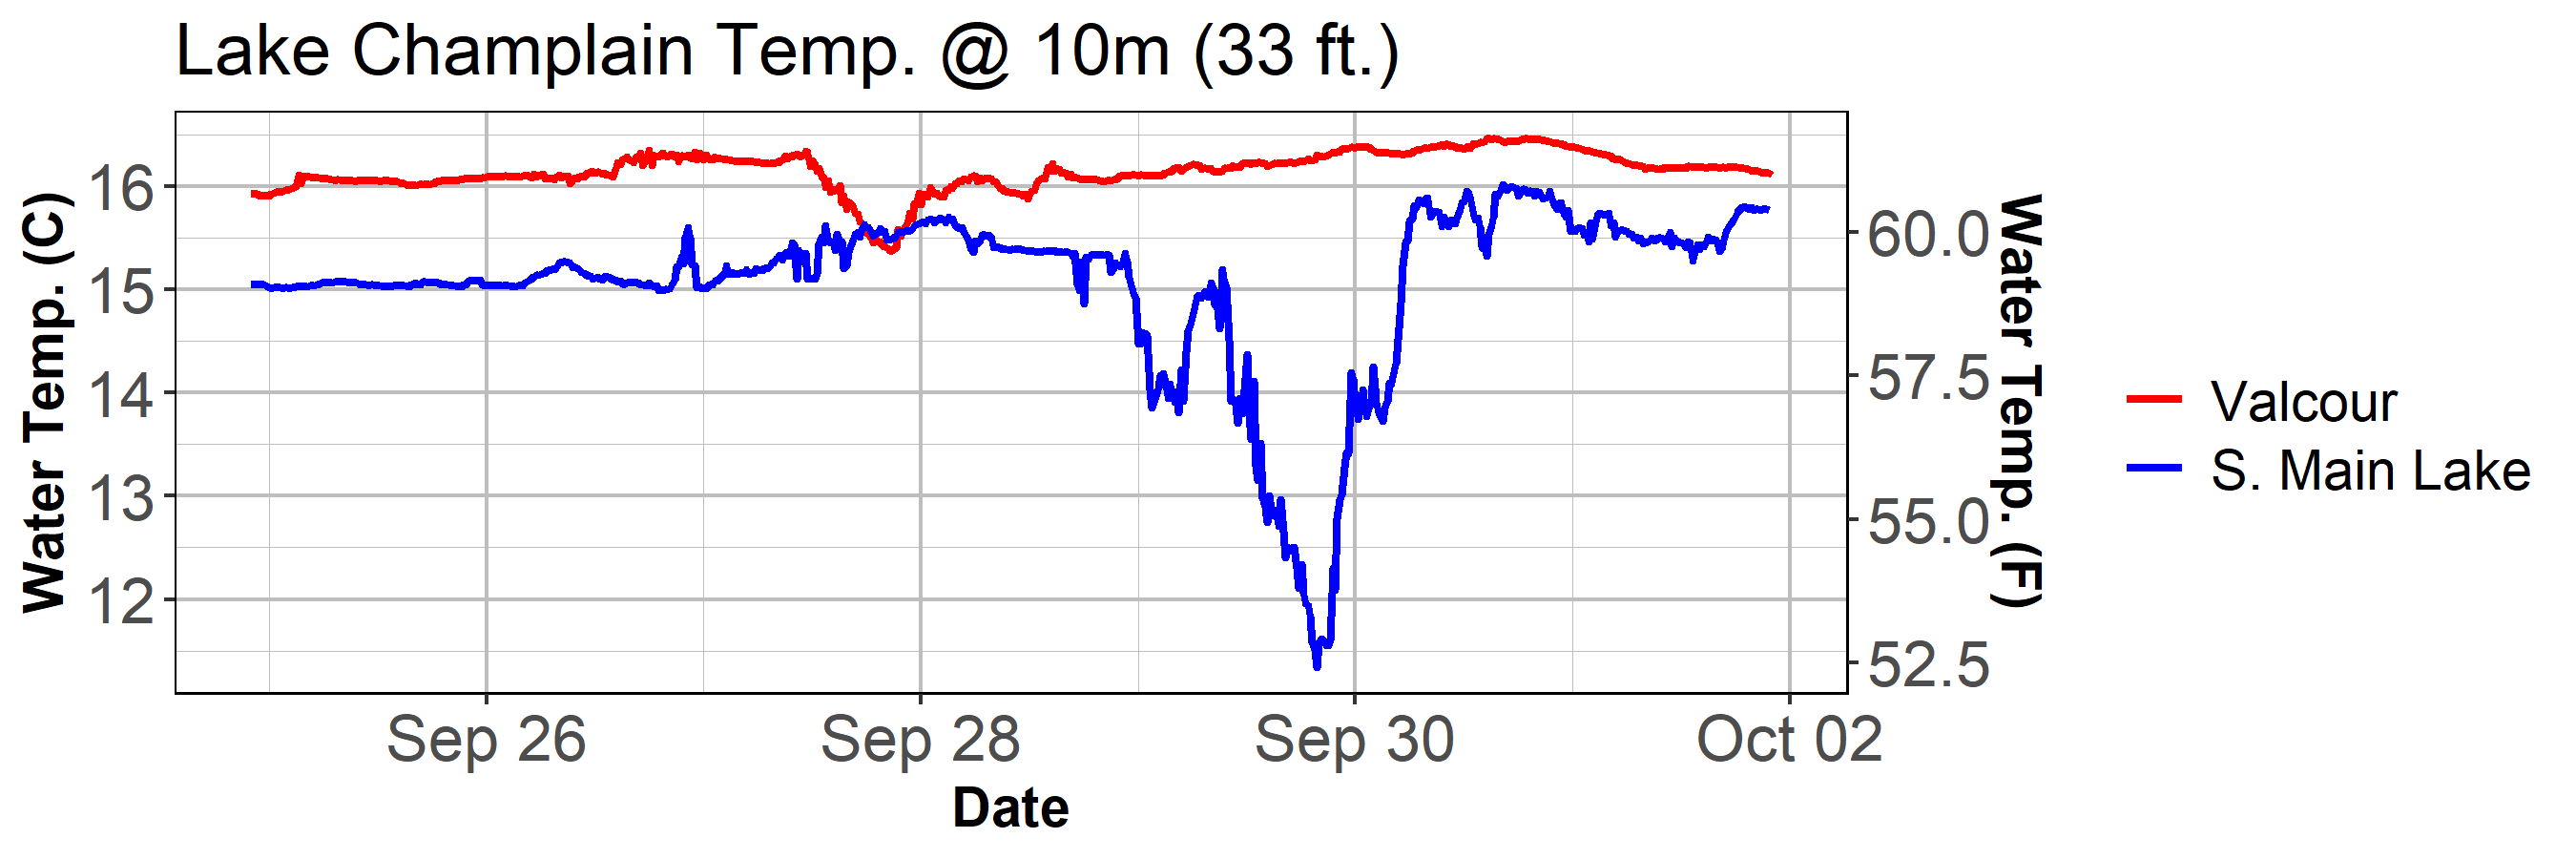 Lake Champlain Temp. @ 10m (33 ft.)
Water Temp. (C)
16
15
14
13
12
60.0
57.5
55.0
52.5
Water Temp. (F)
Sep 26
Sep 28
Sep 30
Oct 02
Date
Valcour
S. Main Lake